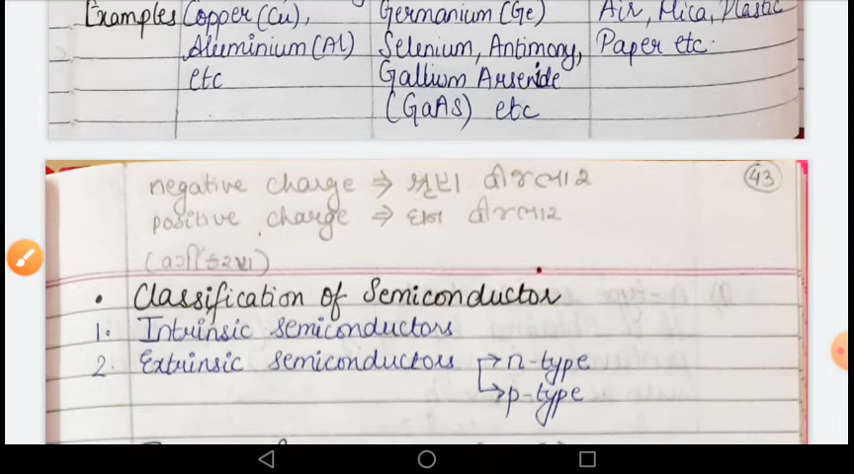 Examples Copper (Cu), Germanium (Ge) Air, Mica, Plastic
Aluminium (Al) Selenium, Antimony, Paper etc.
etc Gallium Arsenide
(GaAs) etc
negative charge ⇒ ઋણ વીજભાર 43
positive charge ⇒ ધન વીજભાર
(વર્ગીકરણ)
• Classification of Semiconductor
1. Intrinsic semiconductors
2. Extrinsic semiconductors → n-type
→ p-type